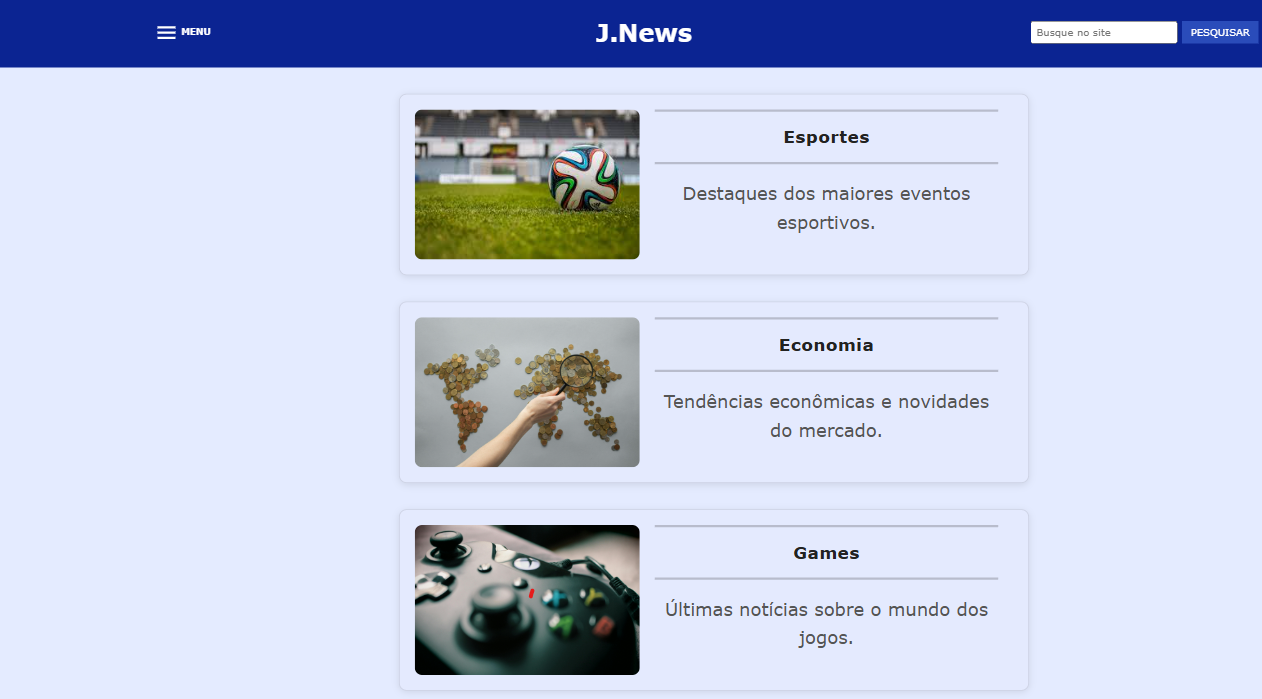 MENU
J.News
Busque no site
PESQUISAR
Esportes
Destaques dos maiores eventos
esportivos.
Economia
Tendências econômicas e novidades
do mercado.
Games
Últimas notícias sobre o mundo dos
jogos.